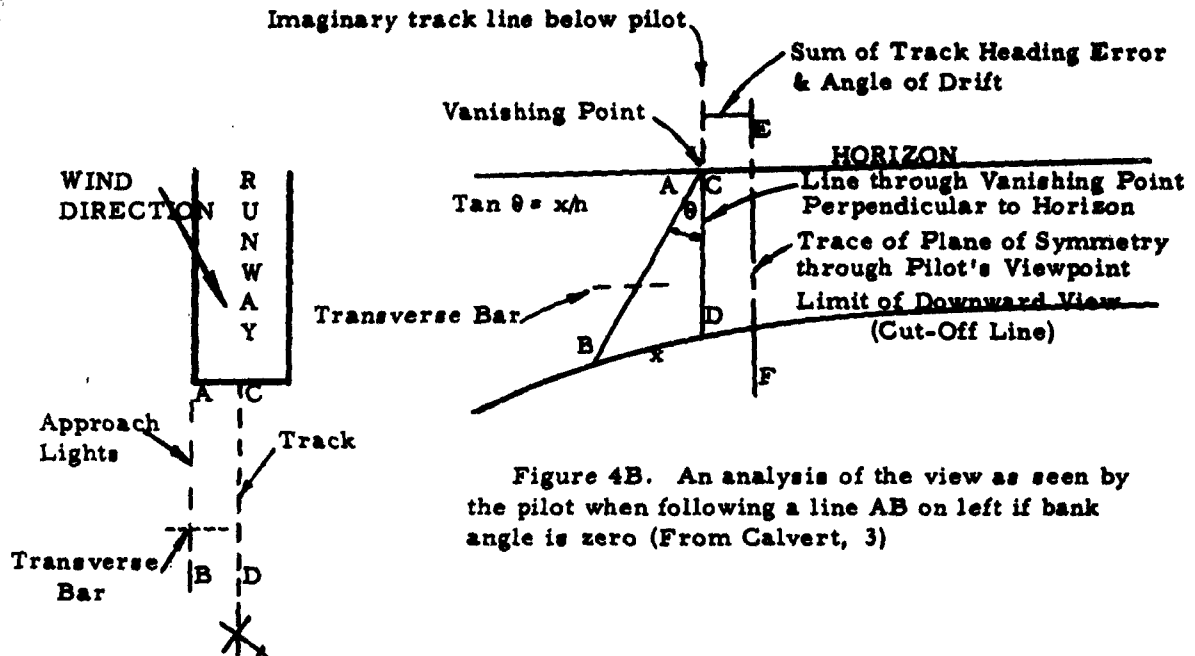 Imaginary track line below pilot
Sum of Track Heading Error
& Angle of Drift
Vanishing Point
E
HORIZON
A
C
Line through Vanishing Point
Perpendicular to Horizon
Tan θ = x/h
θ
Trace of Plane of Symmetry
through Pilot's Viewpoint
Transverse Bar
D
Limit of Downward View
(Cut-Off Line)
B
x
F
WIND
DIRECTION
R
U
N
W
A
Y
A
C
Approach
Lights
Track
Transverse
Bar
B
D
Figure 4B. An analysis of the view as seen by
the pilot when following a line AB on left if bank
angle is zero (From Calvert, 3)